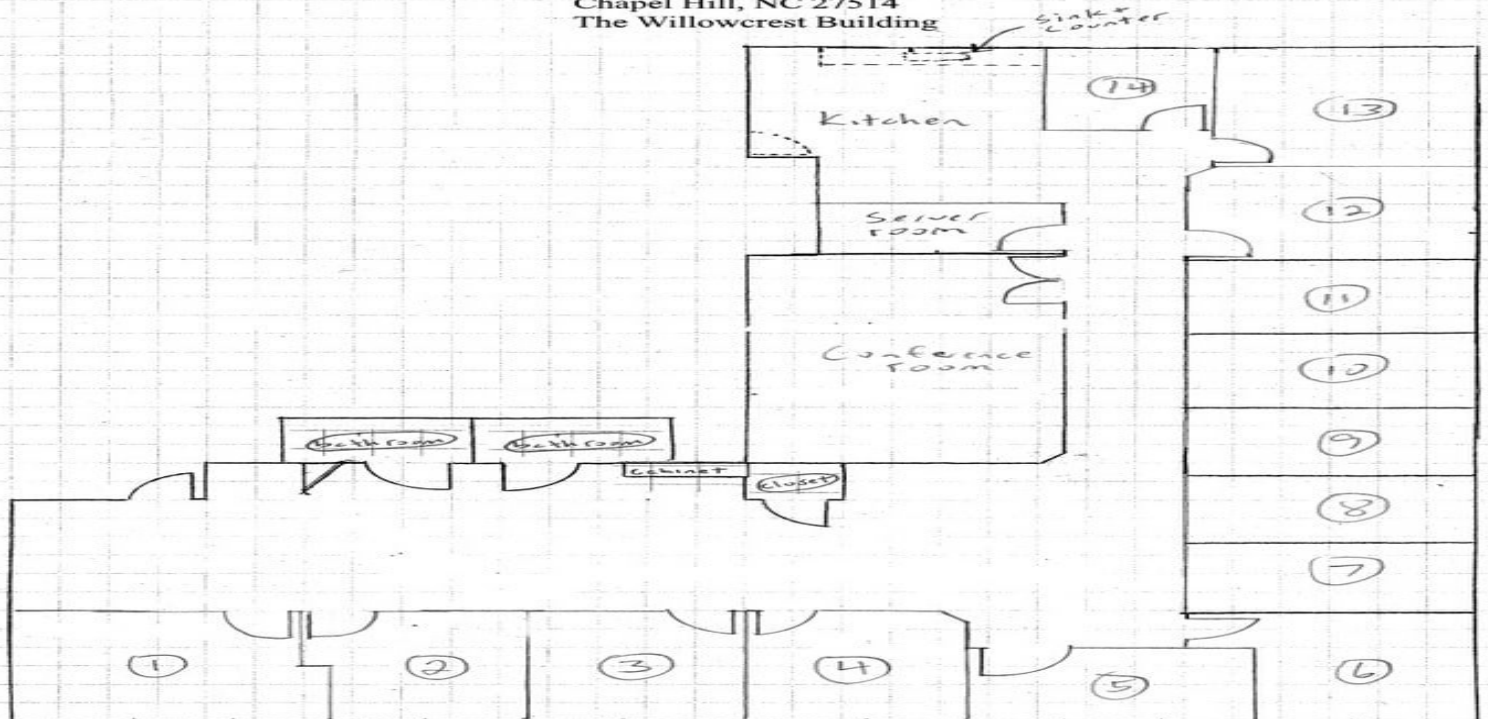 Chapel Hill, NC 27514
The Willowcrest Building
sink +
counter
Kitchen
14
13
Server
room
12
11
Conference
room
10
bathroom
bathroom
9
cabinet
closet
8
7
1
2
3
4
5
6